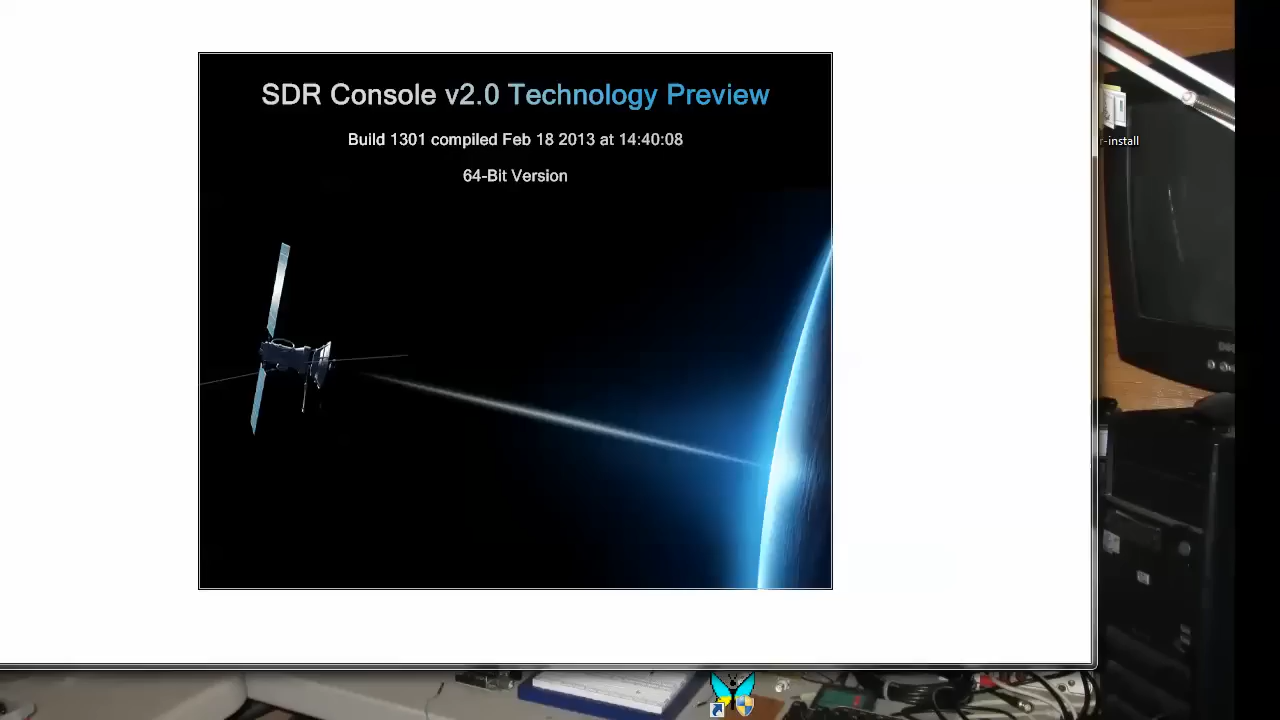 SDR Console v2.0 Technology Preview
Build 1301 compiled Feb 18 2013 at 14:40:08
64-Bit Version
r-install